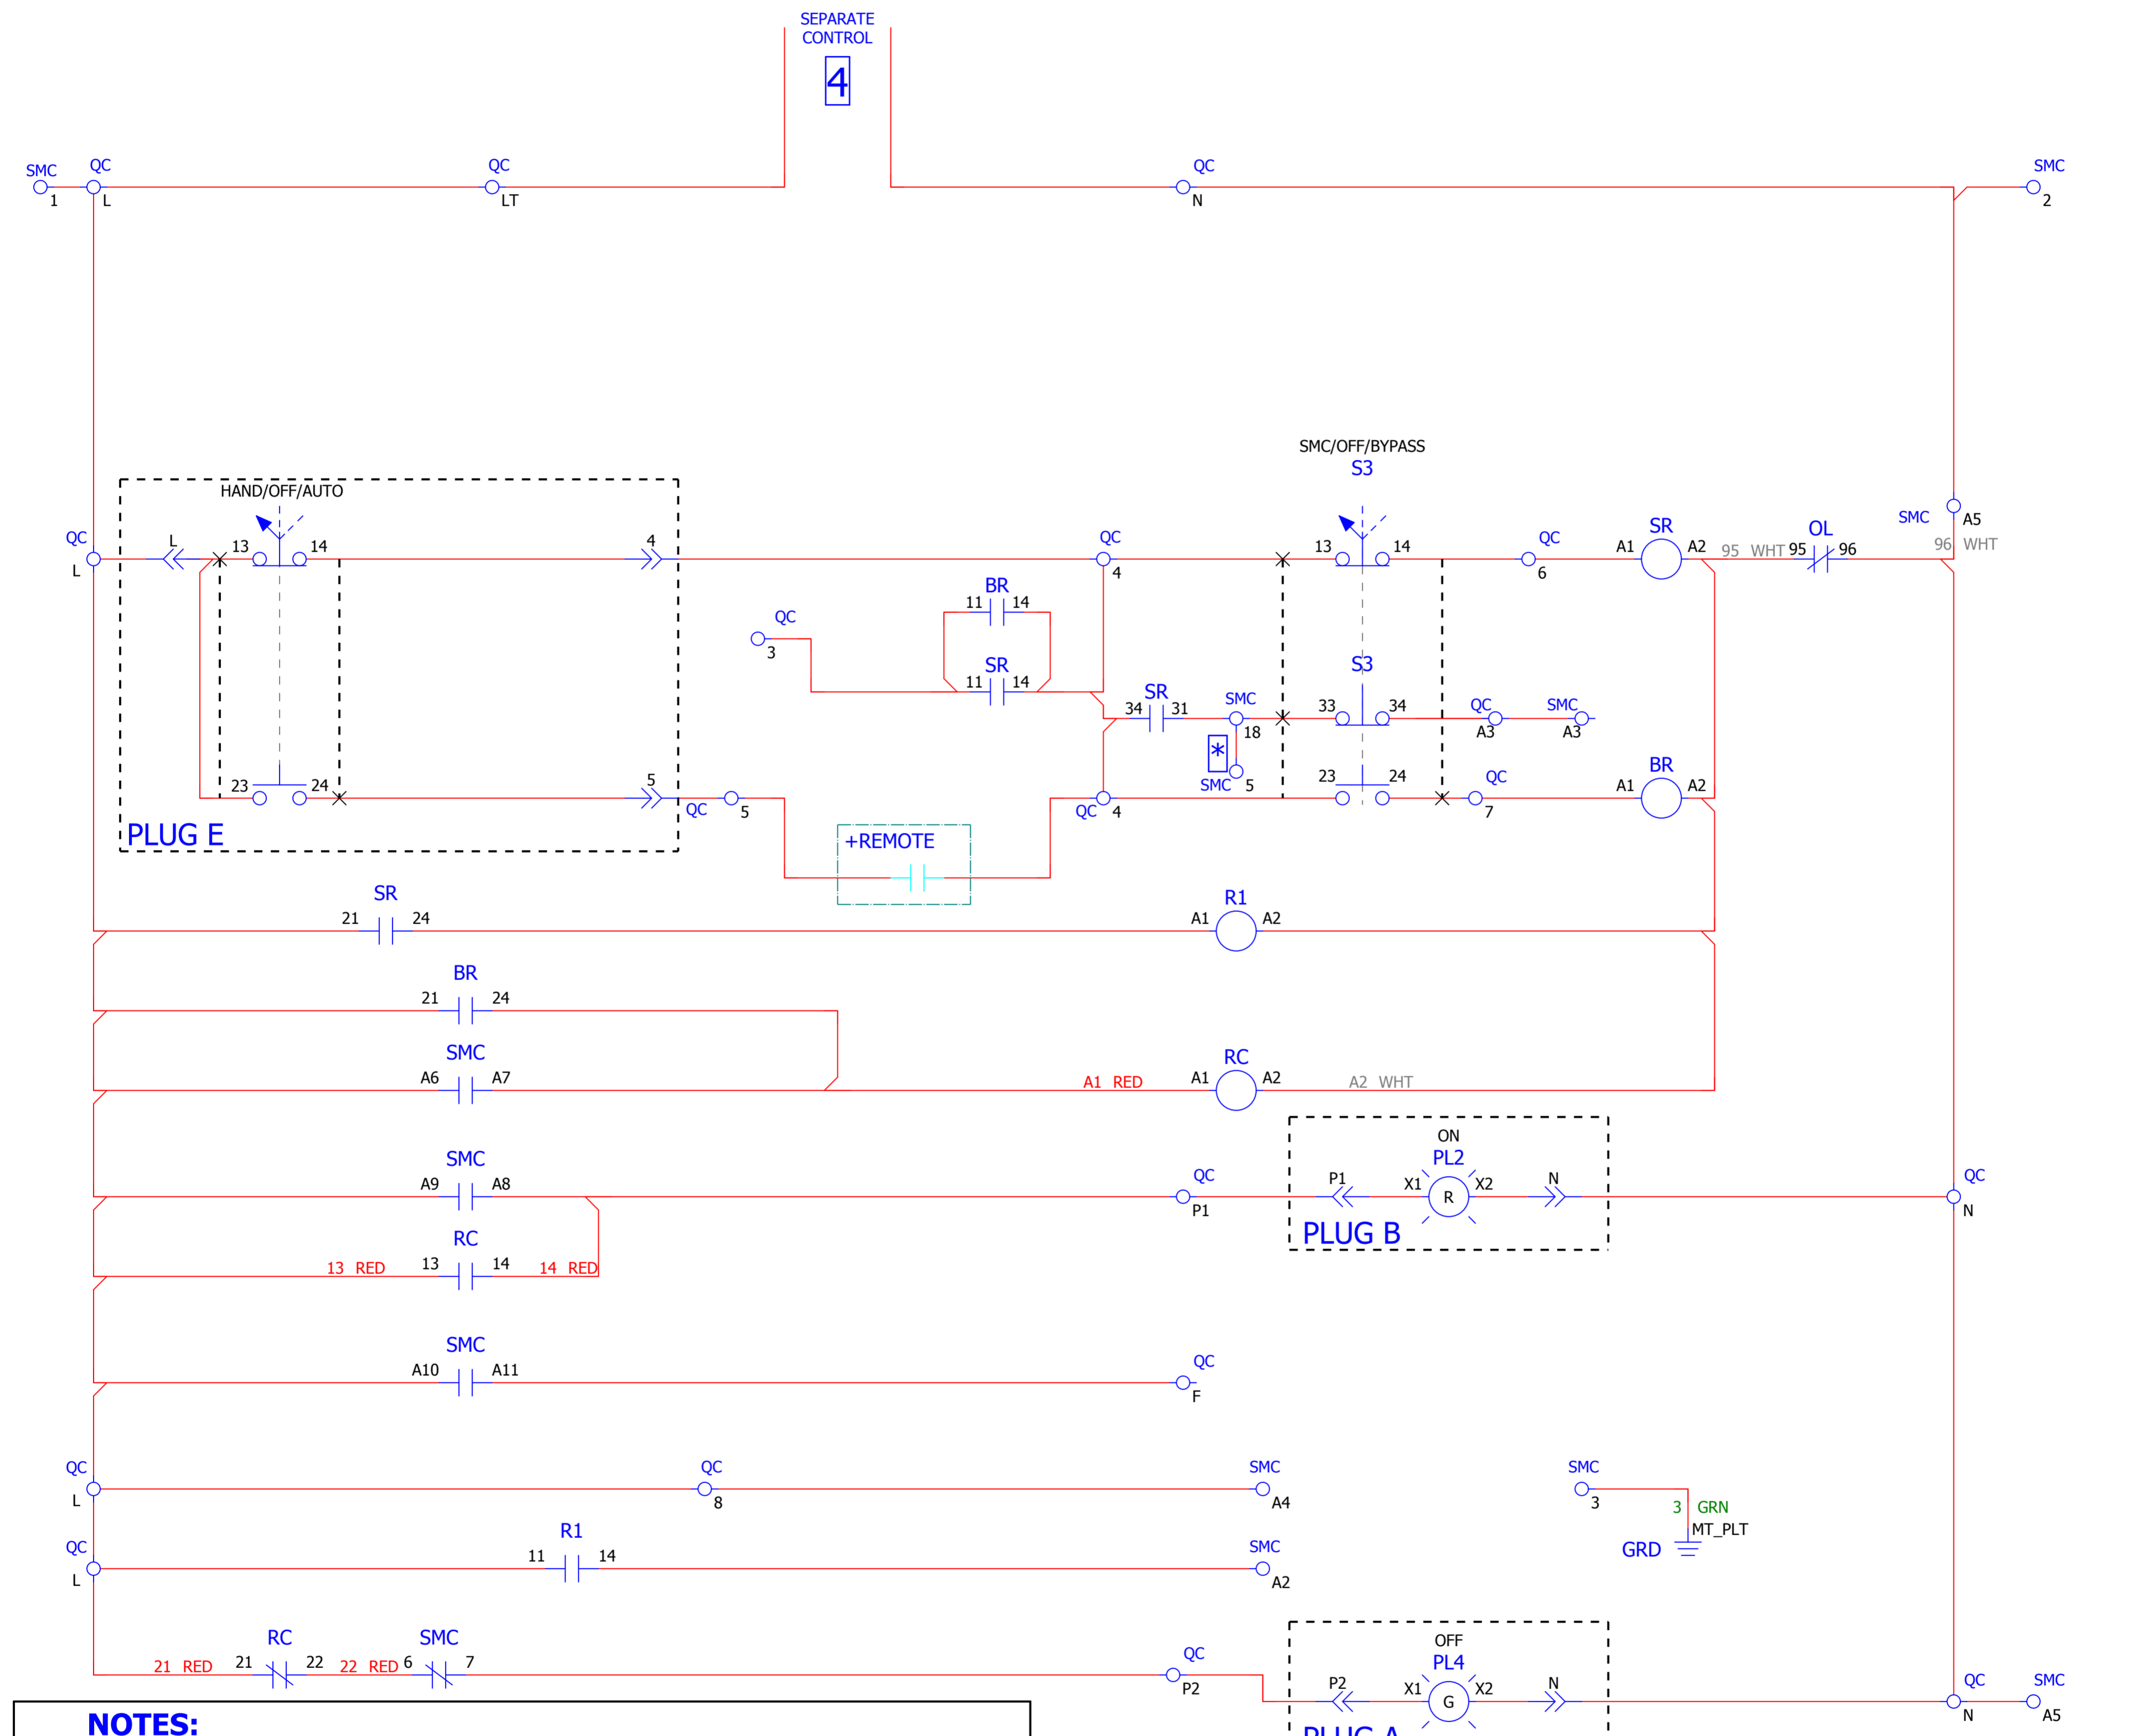 SEPARATE
CONTROL
4
SMC
QC
QC
QC
SMC
1
L
LT
N
2
SMC/OFF/BYPASS
S3
HAND/OFF/AUTO
QC
L
L
13
14
4
QC
4
13
14
QC
6
SR
A1
A2
95 WHT
95
OL
96
SMC
A5
96 WHT
BR
11
14
QC
3
SR
11
14
SR
34
31
SMC
18
S3
33
34
QC
A3
SMC
A3
*
SMC
5
23
24
5
QC
5
QC
4
23
24
QC
7
BR
A1
A2
PLUG E
+REMOTE
SR
21
24
R1
A1
A2
BR
21
24
SMC
A6
A7
A1 RED
RC
A1
A2
A2 WHT
SMC
A9
A8
QC
P1
ON
PL2
P1
X1
R
X2
N
PLUG B
QC
N
RC
13 RED
13
14
14 RED
SMC
A10
A11
QC
F
QC
L
QC
8
SMC
A4
SMC
3
3 GRN
MT_PLT
GRD
QC
L
R1
11
14
SMC
A2
RC
21 RED
21
22
22 RED
SMC
6
7
QC
P2
OFF
PL4
P2
X1
G
X2
N
PLUG A
QC
N
SMC
A5
NOTES: